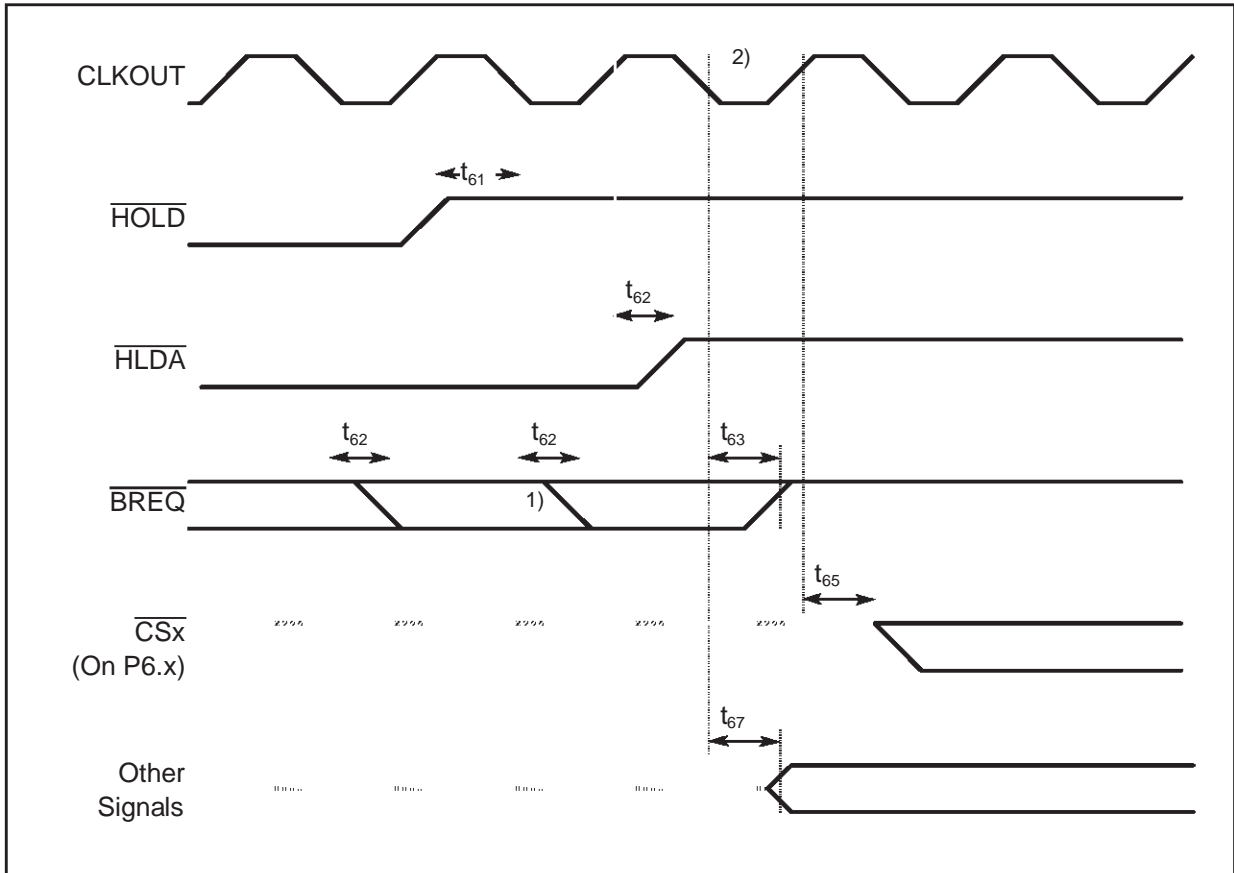 CLKOUT
2)
t61
HOLD
t62
HLDA
t62
t62
t63
BREQ
1)
t65
CSx
(On P6.x)
t67
Other
Signals